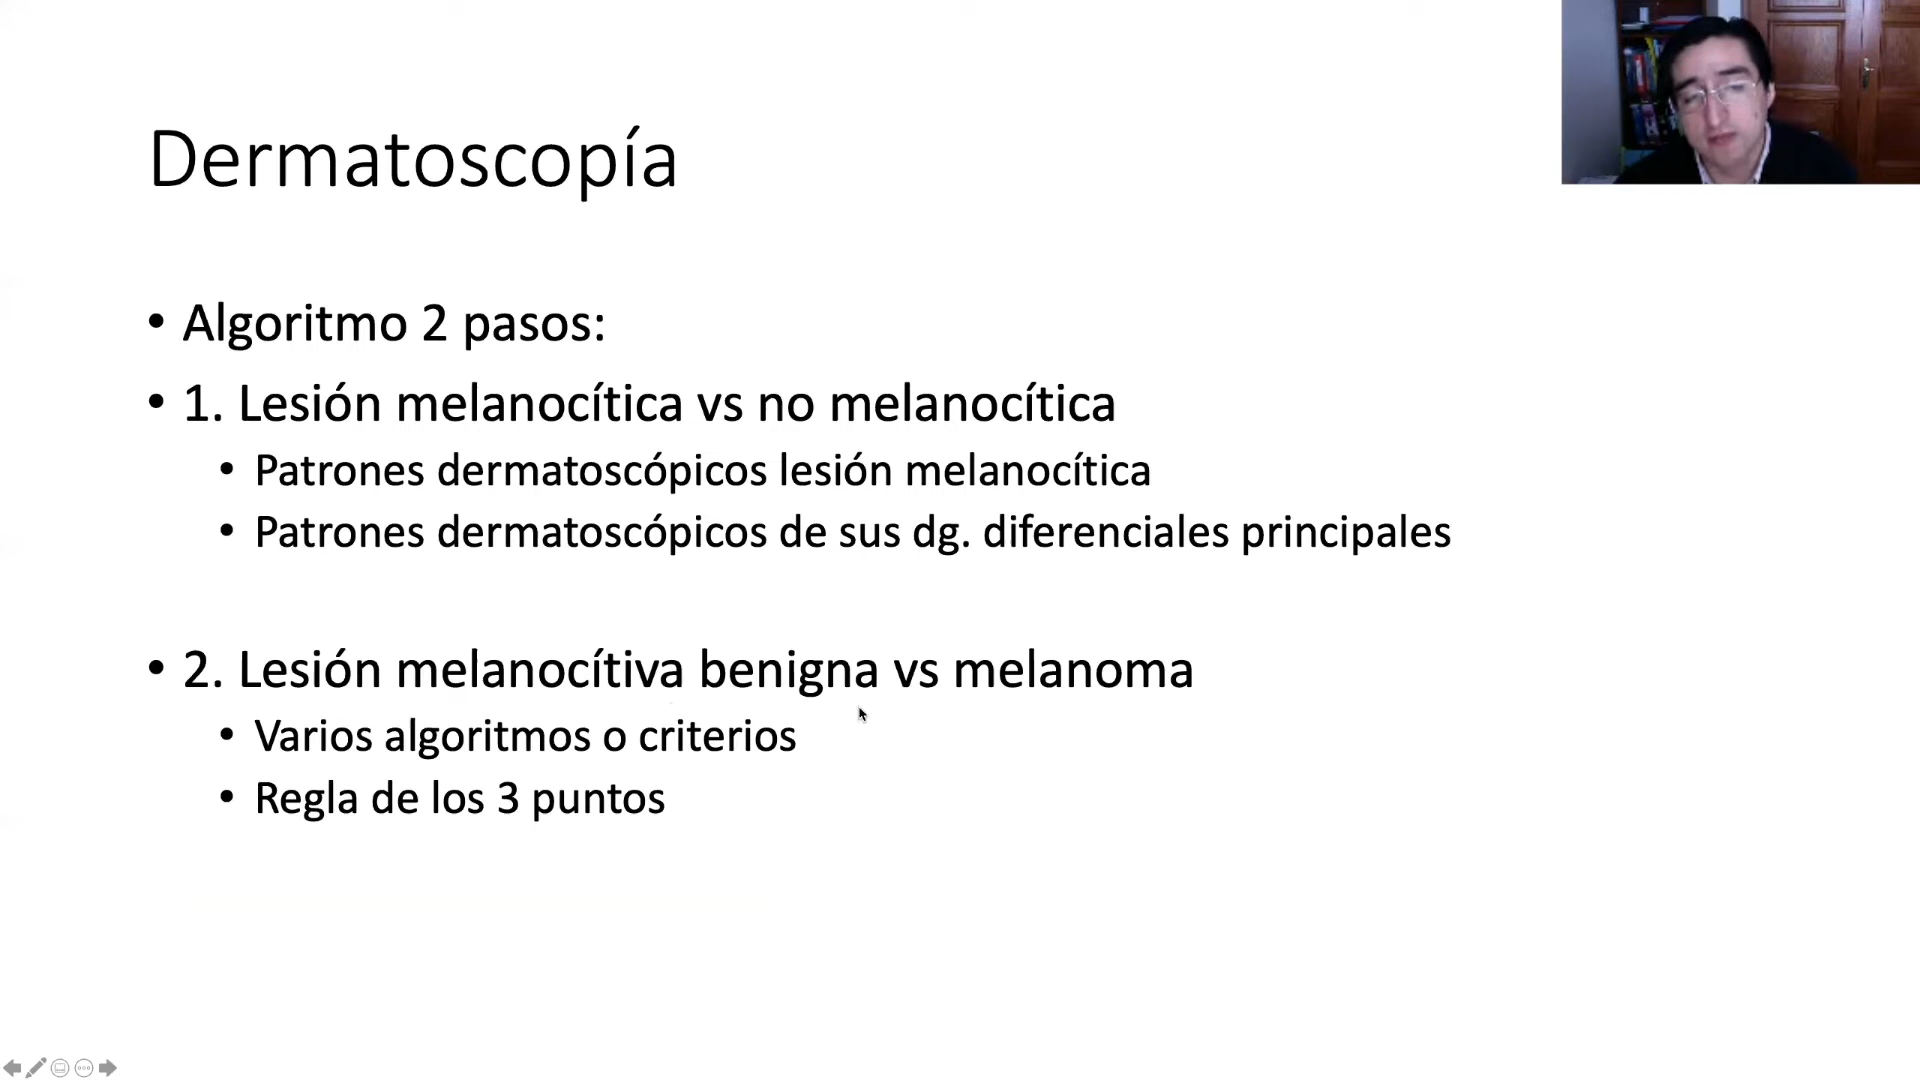 Dermatoscopía
• Algoritmo 2 pasos:
• 1. Lesión melanocítica vs no melanocítica
• Patrones dermatoscópicos lesión melanocítica
• Patrones dermatoscópicos de sus dg. diferenciales principales
• 2. Lesión melanocítiva benigna vs melanoma
• Varios algoritmos o criterios
• Regla de los 3 puntos